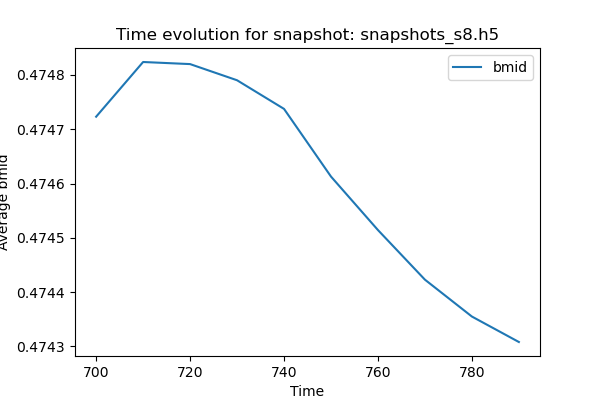 Time evolution for snapshot: snapshots_s8.h5
bmid
0.4748
0.4747
0.4746
0.4745
0.4744
0.4743
Average bmid
700 720 740 760 780
Time